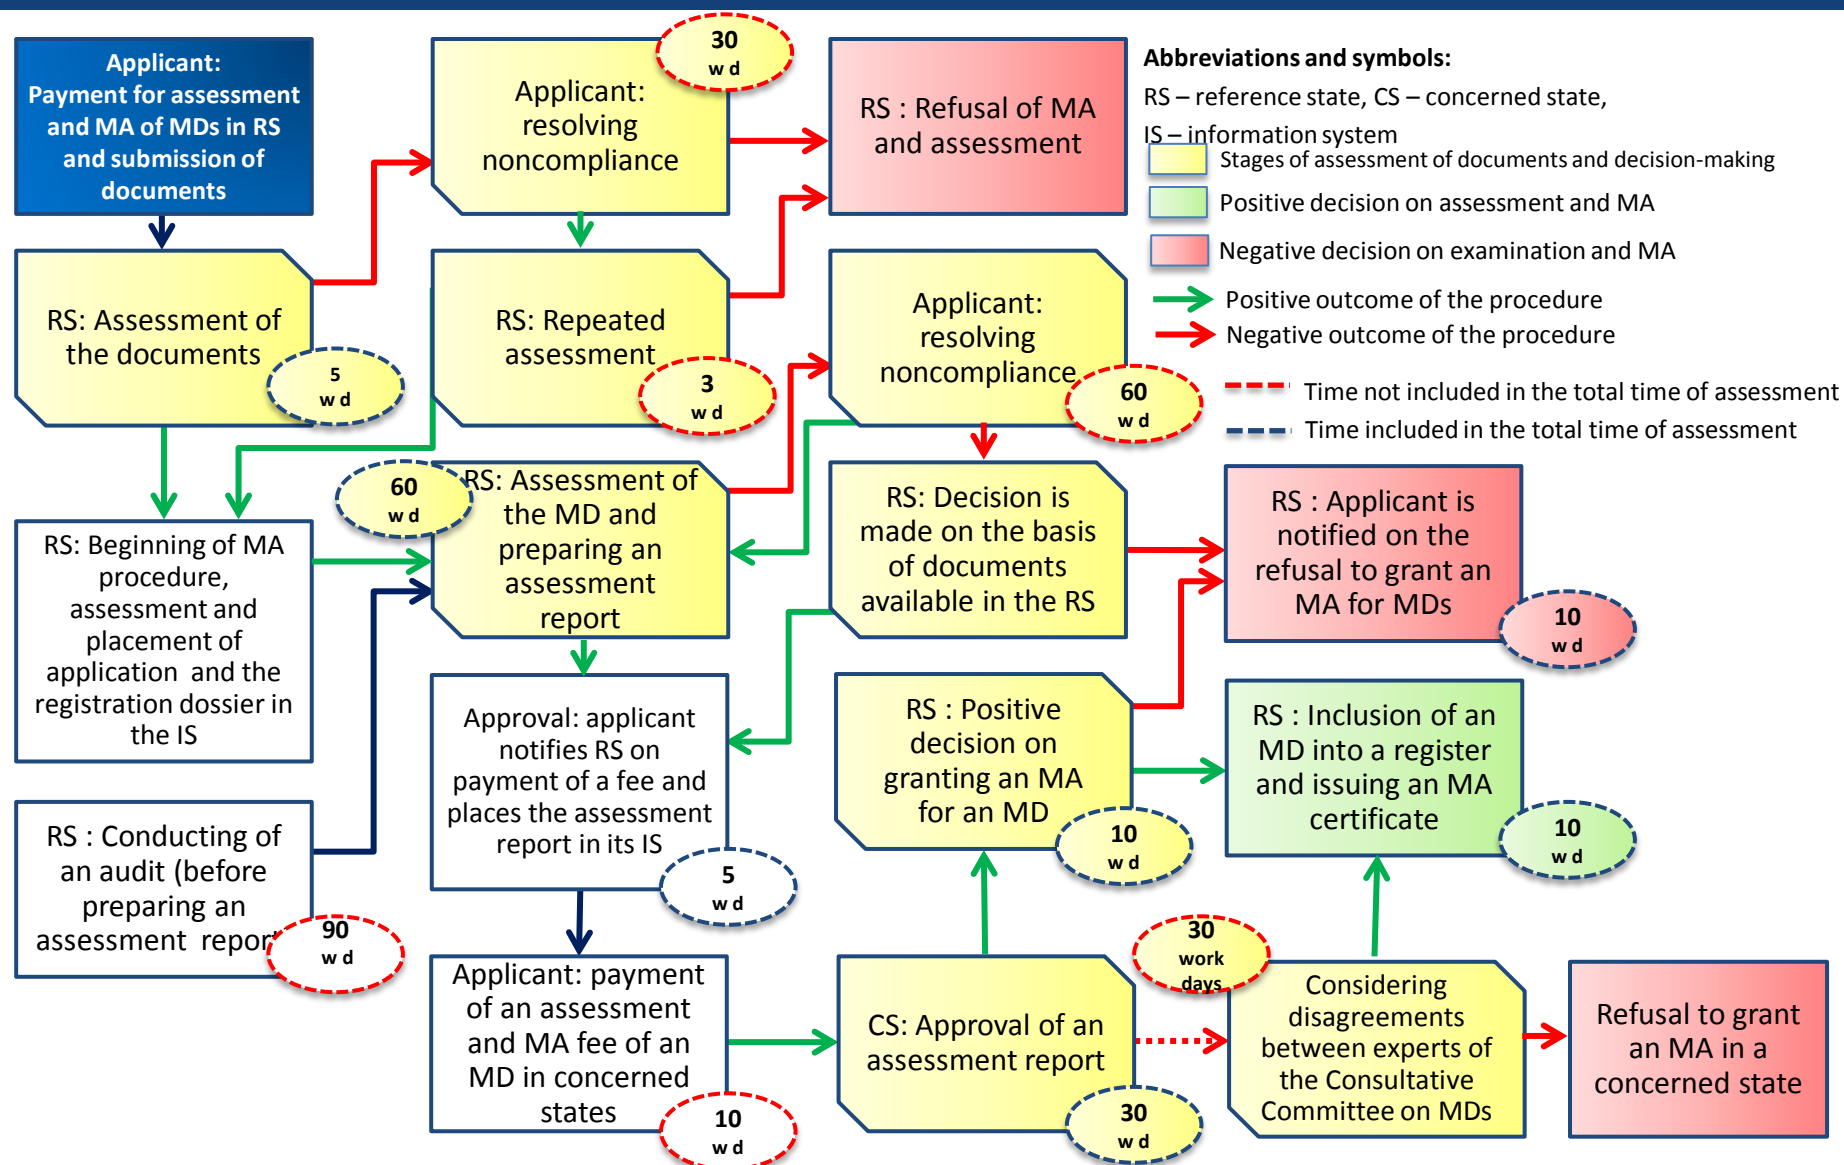 Applicant:
Payment for assessment
and MA of MDs in RS
and submission of
documents
Applicant:
resolving
noncompliance
30
w d
RS : Refusal of MA
and assessment
Abbreviations and symbols:
RS – reference state, CS – concerned state,
IS – information system
Stages of assessment of documents and decision-making
Positive decision on assessment and MA
Negative decision on examination and MA
Positive outcome of the procedure
Negative outcome of the procedure
Time not included in the total time of assessment
Time included in the total time of assessment
RS: Assessment of
the documents
5
w d
RS: Repeated
assessment
3
w d
Applicant:
resolving
noncompliance
60
w d
RS: Beginning of MA
procedure,
assessment and
placement of
application and the
registration dossier in
the IS
60
w d
RS: Assessment of
the MD and
preparing an
assessment
report
RS: Decision is
made on the basis
of documents
available in the RS
RS : Applicant is
notified on the
refusal to grant an
MA for MDs
10
w d
RS : Conducting of
an audit (before
preparing an
assessment report
90
w d
Approval: applicant
notifies RS on
payment of a fee and
places the assessment
report in its IS
5
w d
RS : Positive
decision on
granting an MA
for an MD
10
w d
RS : Inclusion of an
MD into a register
and issuing an MA
certificate
10
w d
Applicant: payment
of an assessment
and MA fee of an
MD in concerned
states
10
w d
CS: Approval of an
assessment report
30
w d
30
work
days
Considering
disagreements
between experts of
the Consultative
Committee on MDs
Refusal to grant
an MA in a
concerned state